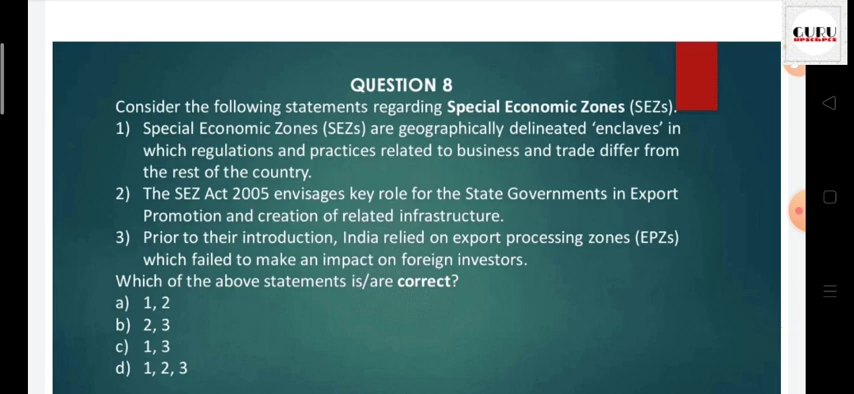 GURU
UPSC&PCS
QUESTION 8
Consider the following statements regarding Special Economic Zones (SEZs).
1) Special Economic Zones (SEZs) are geographically delineated ‘enclaves’ in
which regulations and practices related to business and trade differ from
the rest of the country.
2) The SEZ Act 2005 envisages key role for the State Governments in Export
Promotion and creation of related infrastructure.
3) Prior to their introduction, India relied on export processing zones (EPZs)
which failed to make an impact on foreign investors.
Which of the above statements is/are correct?
a) 1, 2
b) 2, 3
c) 1, 3
d) 1, 2, 3